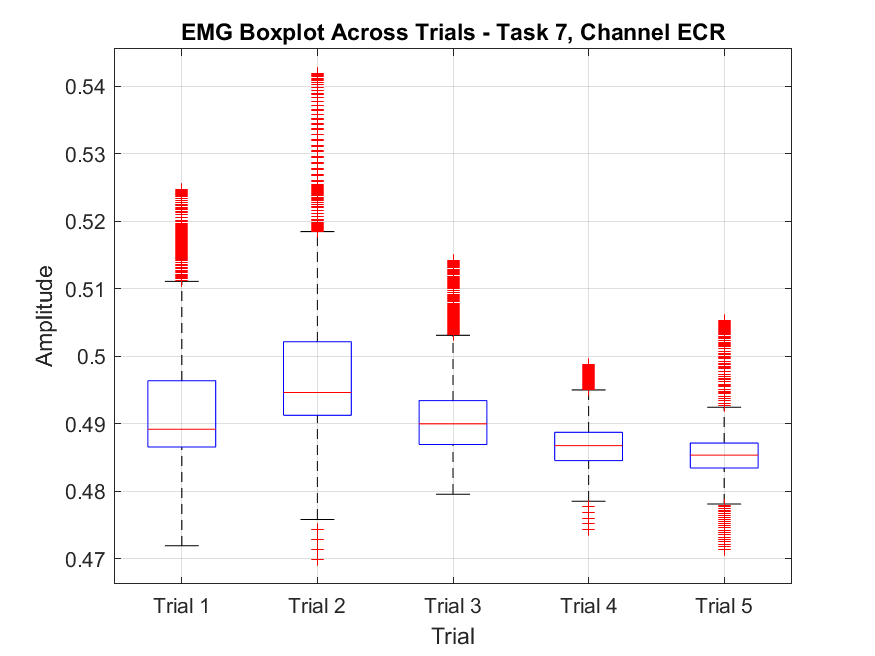 EMG Boxplot Across Trials - Task 7, Channel ECR
0.54
0.53
0.52
0.51
0.5
0.49
0.48
0.47
Amplitude
Trial 1 Trial 2 Trial 3 Trial 4 Trial 5
Trial